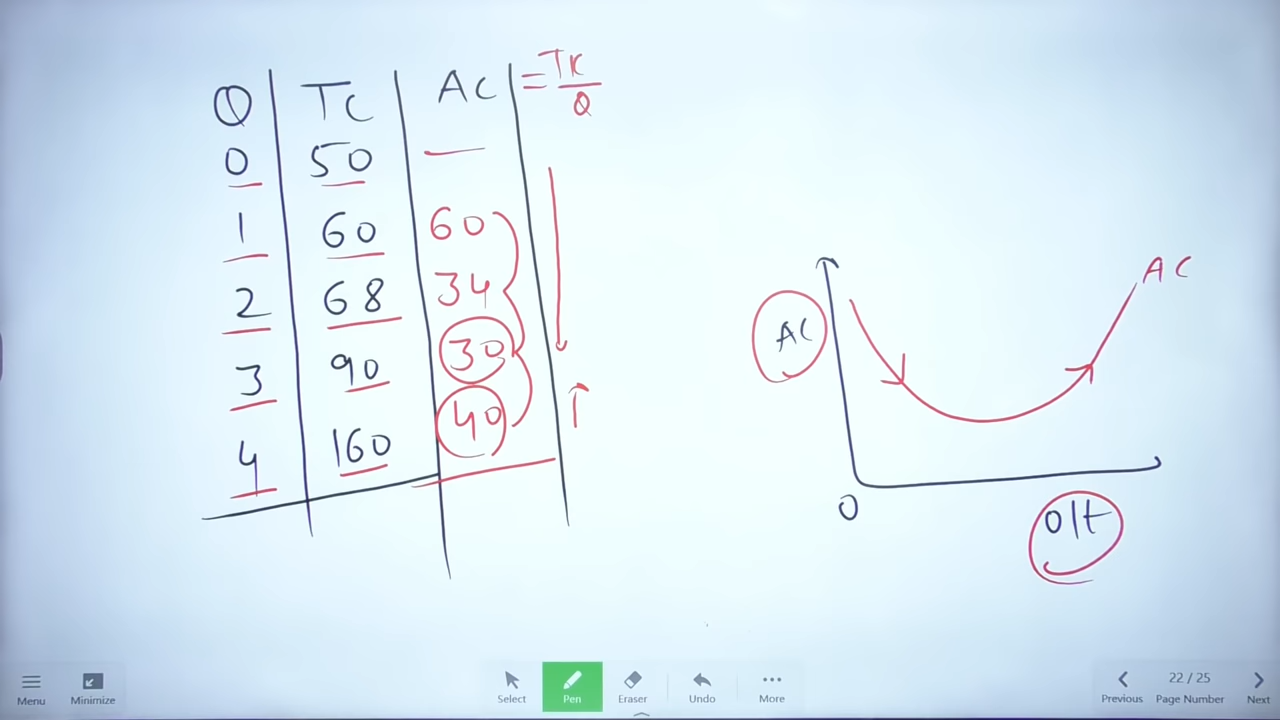 Q TC AC = TC
Q
0 50 —
1 60 60
2 68 34
3 90 30
4 160 40
AC
AC
0
O/t
Menu Minimize Select Pen Eraser Undo More Previous 22 / 25 Page Number Next